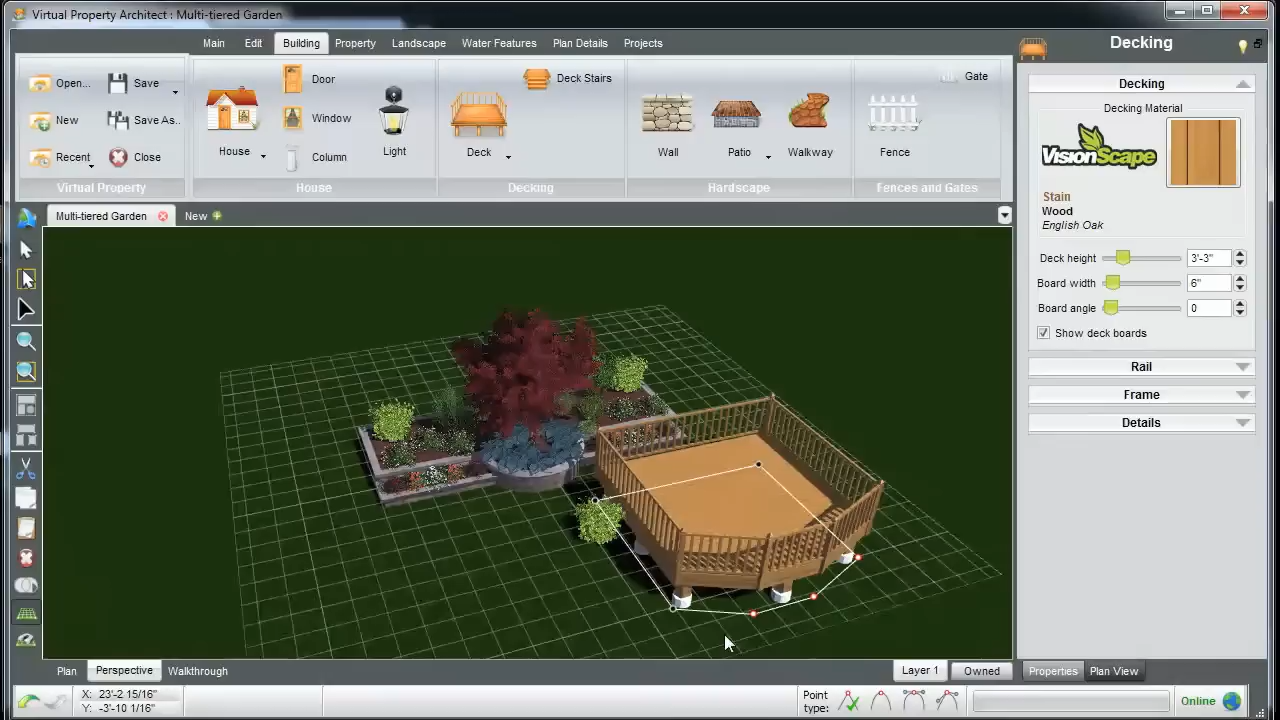 Virtual Property Architect : Multi-tiered Garden
Main Edit Building Property Landscape Water Features Plan Details Projects
Open... Save
New Save As..
Recent Close
Virtual Property
House Door Window Column Light
House
Deck Deck Stairs
Decking
Wall Patio Walkway
Hardscape
Gate
Fence
Fences and Gates
Multi-tiered Garden New
Decking
Decking
Decking Material
VisionScape
Stain
Wood
English Oak
Deck height 3'-3"
Board width 6"
Board angle 0
Show deck boards
Rail
Frame
Details
Plan Perspective Walkthrough
Layer 1 Owned
Properties Plan View
X: 23'-2 15/16"
Y: -3'-10 1/16"
Point type:
Online